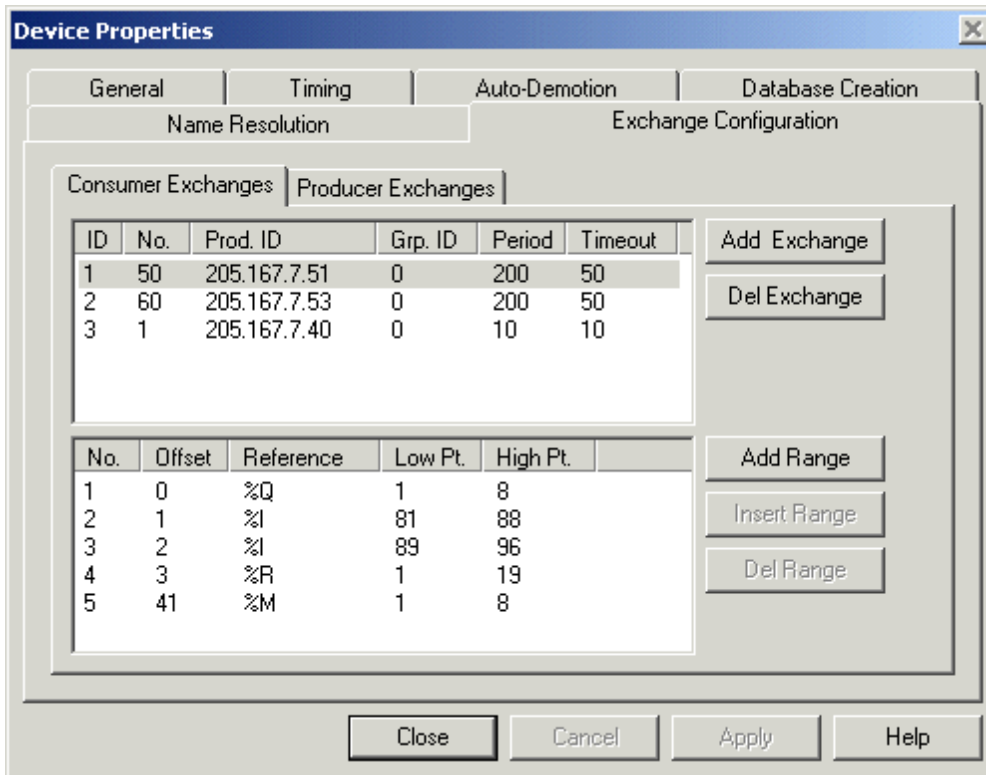 Device Properties
General Timing Auto-Demotion Database Creation
Name Resolution Exchange Configuration
Consumer Exchanges Producer Exchanges
ID No. Prod. ID Grp. ID Period Timeout
1 50 205.167.7.51 0 200 50
2 60 205.167.7.53 0 200 50
3 1 205.167.7.40 0 10 10
Add Exchange
Del Exchange
No. Offset Reference Low Pt. High Pt.
1 0 %Q 1 8
2 1 %I 81 88
3 2 %I 89 96
4 3 %R 1 19
5 41 %M 1 8
Add Range
Insert Range
Del Range
Close Cancel Apply Help